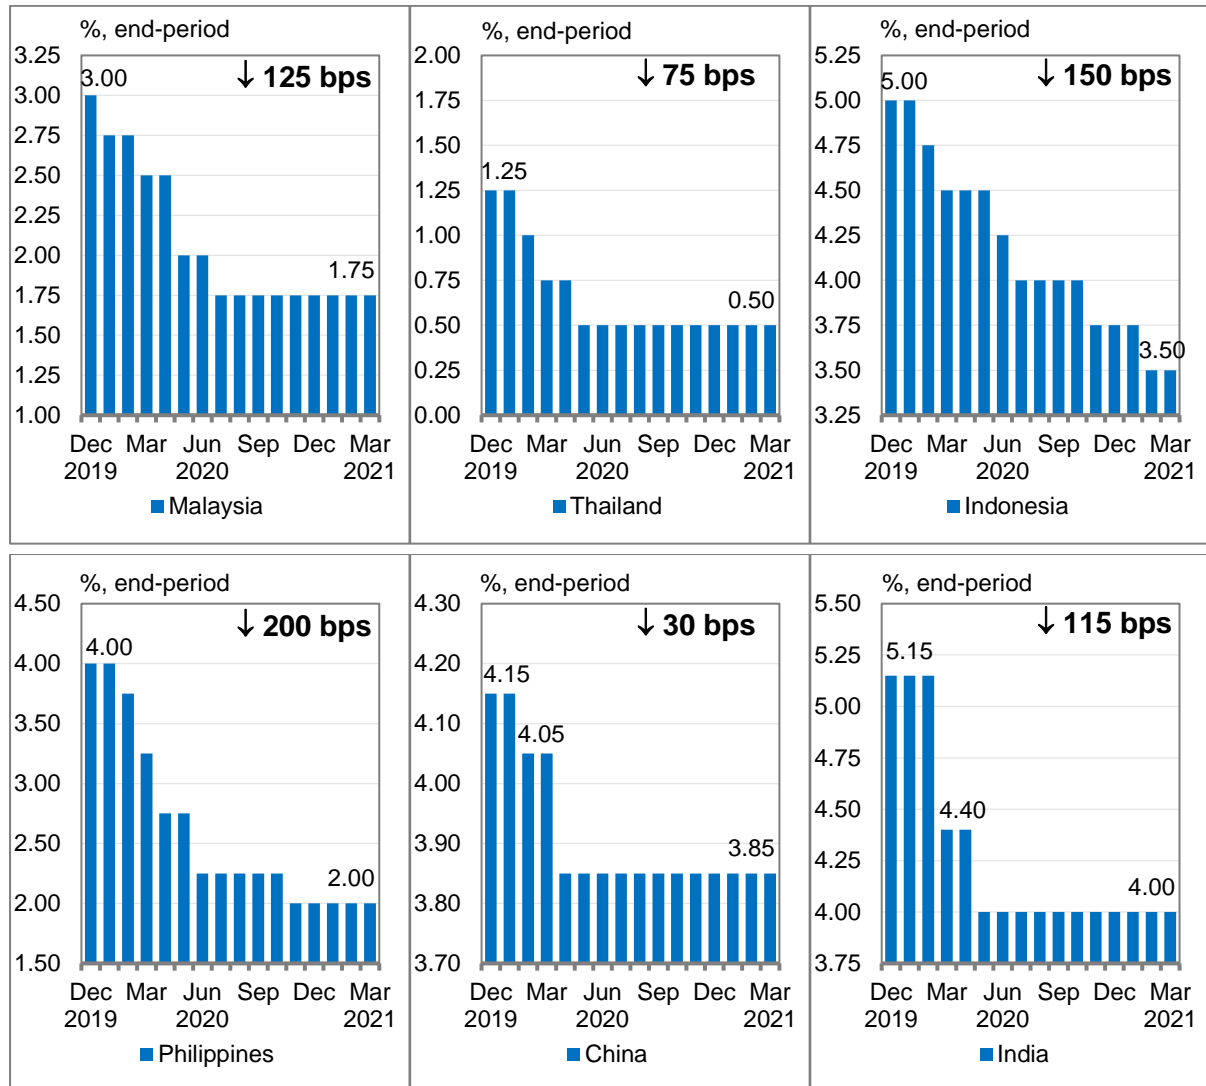 %, end-period
↓ 125 bps
3.25
3.00
2.75
2.50
2.25
2.00
1.75
1.50
1.25
1.00
3.00
1.75
Dec Mar Jun Sep Dec Mar
2019 2020 2021
Malaysia
%, end-period
↓ 75 bps
2.00
1.75
1.50
1.25
1.00
0.75
0.50
0.25
0.00
1.25
0.50
Dec Mar Jun Sep Dec Mar
2019 2020 2021
Thailand
%, end-period
↓ 150 bps
5.25
5.00
4.75
4.50
4.25
4.00
3.75
3.50
3.25
5.00
3.50
Dec Mar Jun Sep Dec Mar
2019 2020 2021
Indonesia
%, end-period
↓ 200 bps
4.50
4.00
3.50
3.00
2.50
2.00
1.50
4.00
2.00
Dec Mar Jun Sep Dec Mar
2019 2020 2021
Philippines
%, end-period
↓ 30 bps
4.30
4.20
4.10
4.00
3.90
3.80
3.70
4.15
4.05
3.85
Dec Mar Jun Sep Dec Mar
2019 2020 2021
China
%, end-period
↓ 115 bps
5.50
5.25
5.00
4.75
4.50
4.25
4.00
3.75
5.15
4.40
4.00
Dec Mar Jun Sep Dec Mar
2019 2020 2021
India